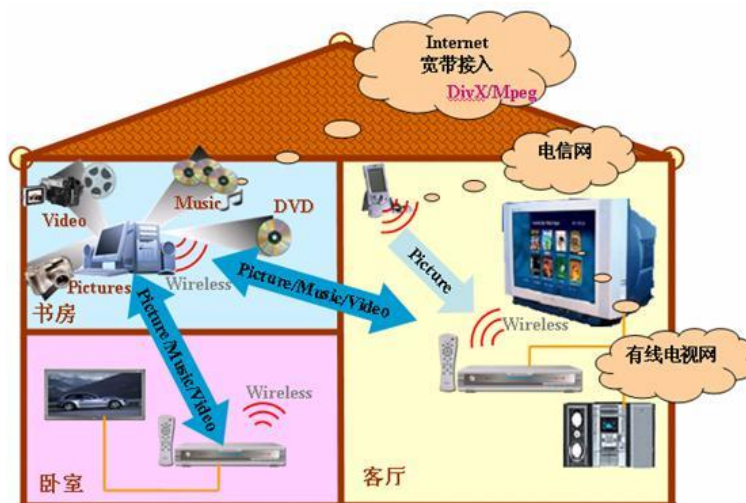 Internet
宽带接入
DivX/Mpeg
电信网
Music
DVD
Video
Pictures
Wireless
书房
Picture/Music/Video
Picture
Wireless
Picture/Music/Video
有线电视网
Wireless
卧室
客厅